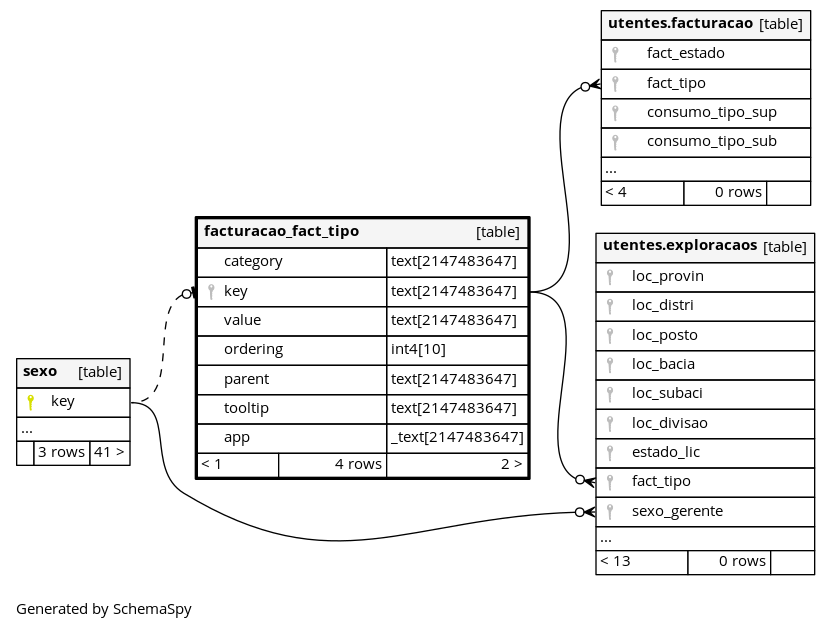 utentes.facturacao [table]
fact_estado
fact_tipo
consumo_tipo_sup
consumo_tipo_sub
...
< 4 0 rows
facturacao_fact_tipo [table]
category text[2147483647]
key text[2147483647]
value text[2147483647]
ordering int4[10]
parent text[2147483647]
tooltip text[2147483647]
app _text[2147483647]
< 1 4 rows 2 >
utentes.exploracaos [table]
loc_provin
loc_distri
loc_posto
loc_bacia
loc_subaci
loc_divisao
estado_lic
fact_tipo
sexo_gerente
...
< 13 0 rows
sexo [table]
key
...
3 rows 41 >
Generated by SchemaSpy